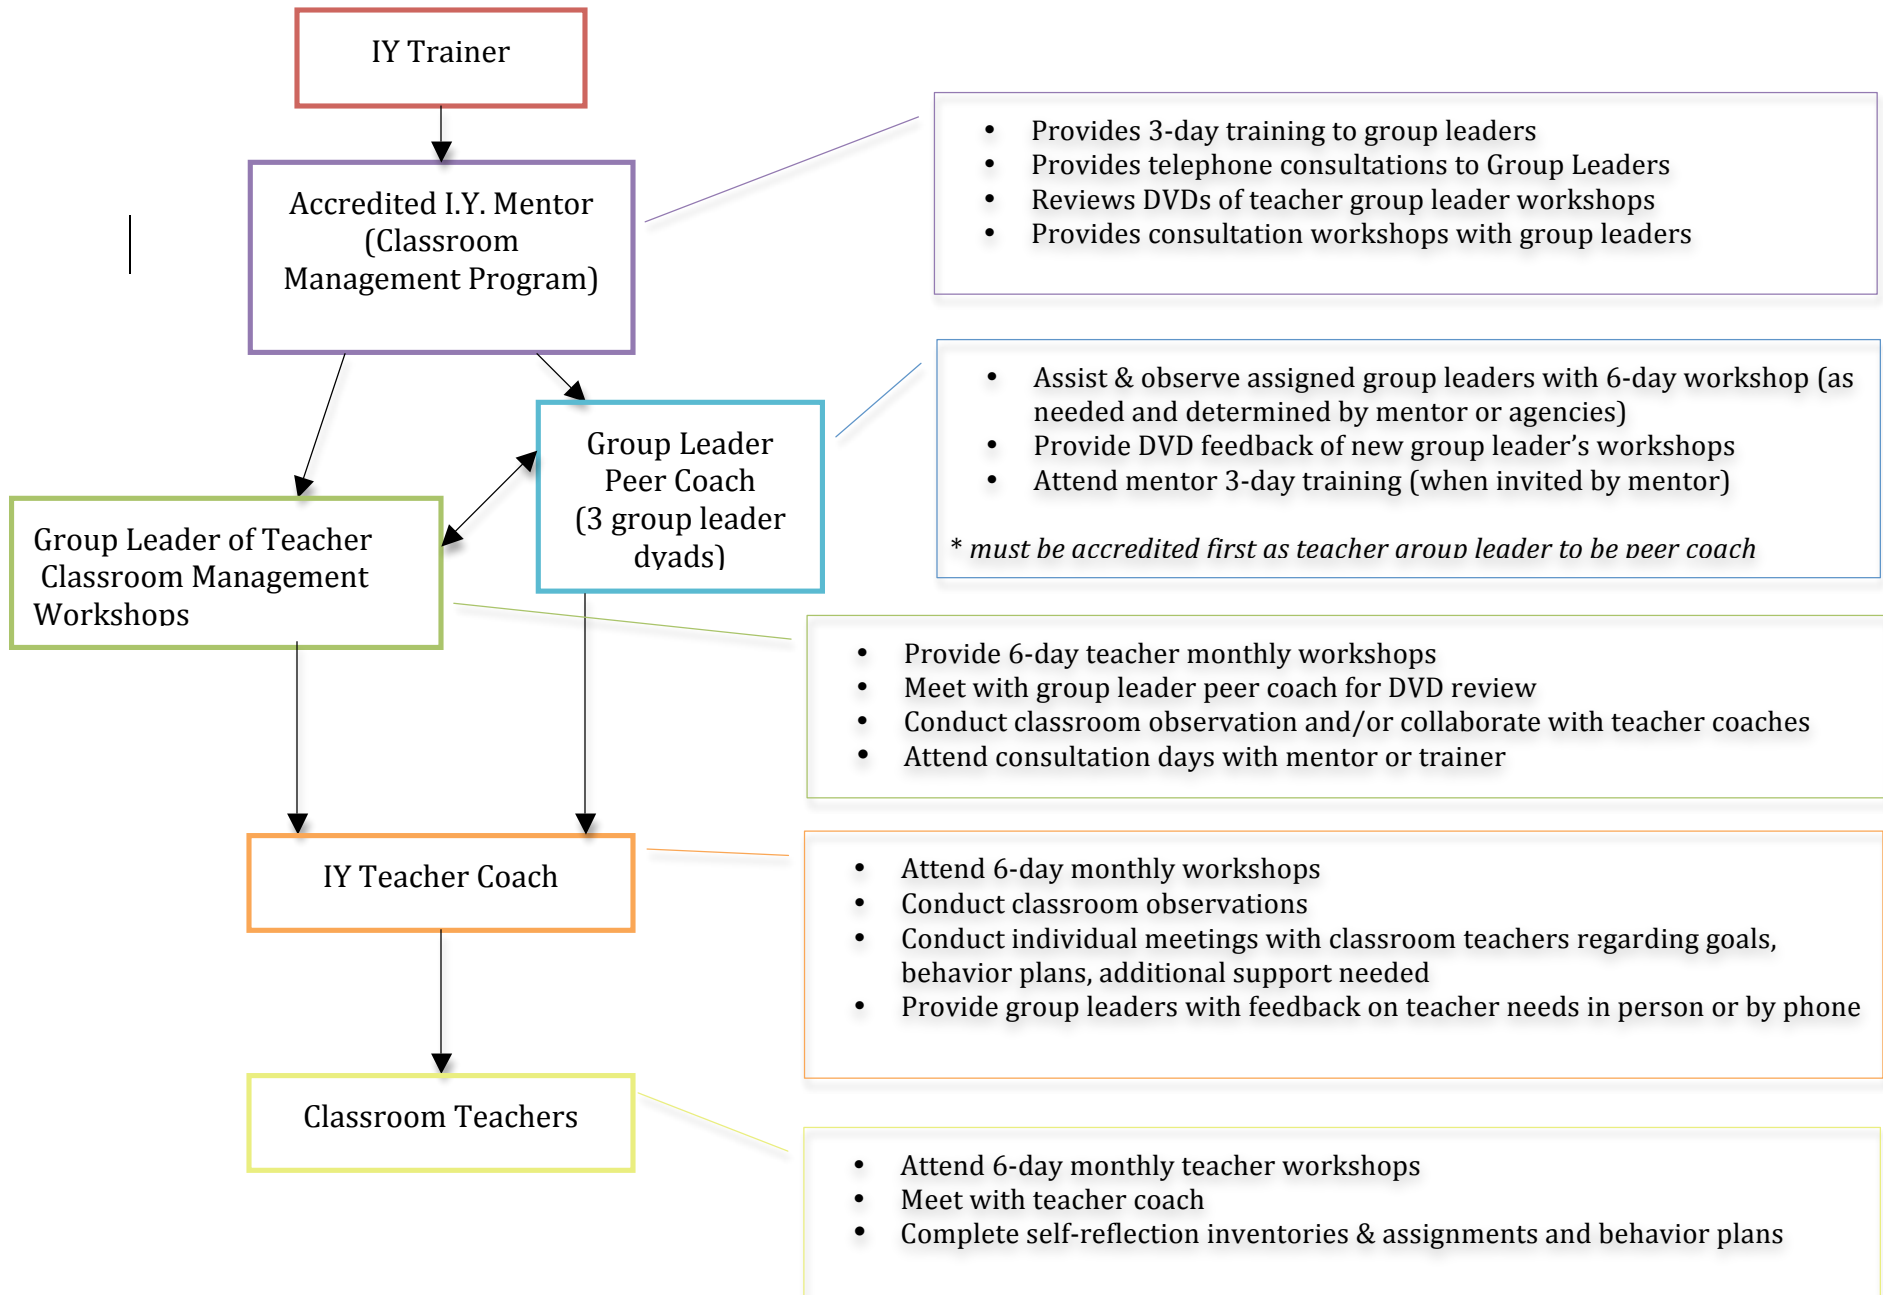 IY Trainer
Accredited I.Y. Mentor
(Classroom
Management Program)
• Provides 3-day training to group leaders
• Provides telephone consultations to Group Leaders
• Reviews DVDs of teacher group leader workshops
• Provides consultation workshops with group leaders
Group Leader
Peer Coach
(3 group leader
dyads)
• Assist & observe assigned group leaders with 6-day workshop (as
needed and determined by mentor or agencies)
• Provide DVD feedback of new group leader’s workshops
• Attend mentor 3-day training (when invited by mentor)
* must be accredited first as teacher group leader to be peer coach
Group Leader of Teacher
Classroom Management
Workshops
• Provide 6-day teacher monthly workshops
• Meet with group leader peer coach for DVD review
• Conduct classroom observation and/or collaborate with teacher coaches
• Attend consultation days with mentor or trainer
IY Teacher Coach
• Attend 6-day monthly workshops
• Conduct classroom observations
• Conduct individual meetings with classroom teachers regarding goals,
behavior plans, additional support needed
• Provide group leaders with feedback on teacher needs in person or by phone
Classroom Teachers
• Attend 6-day monthly teacher workshops
• Meet with teacher coach
• Complete self-reflection inventories & assignments and behavior plans